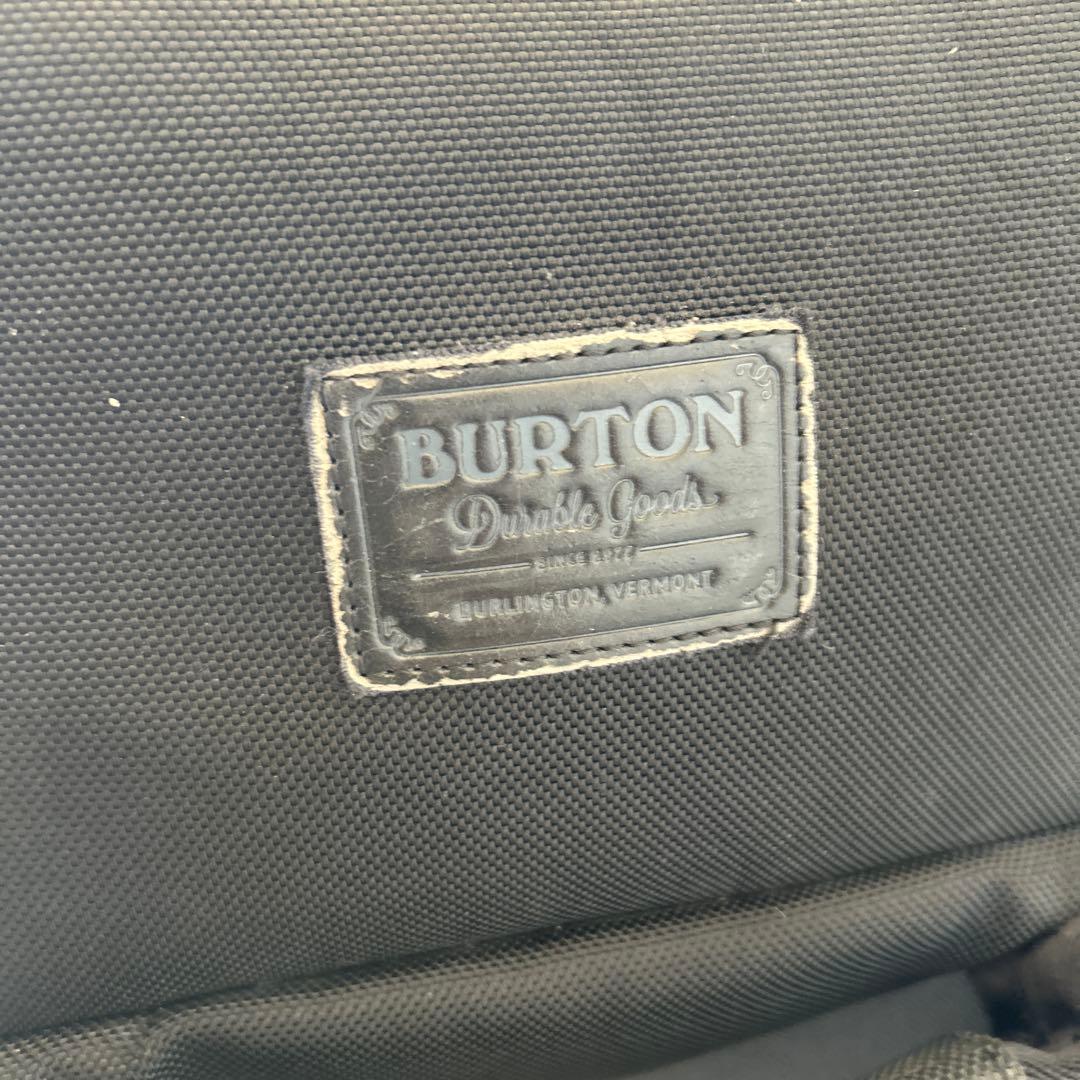 BURTON
Durable Goods
SINCE 1977
BURLINGTON, VERMONT